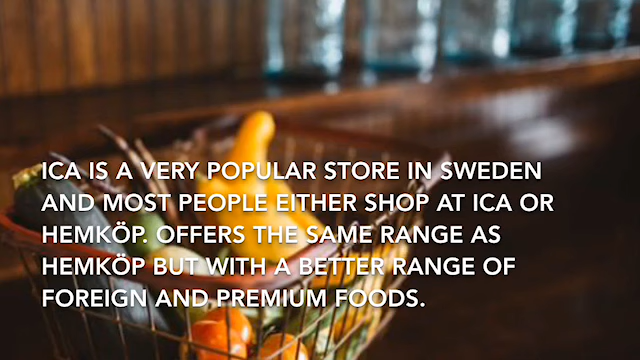 ICA IS A VERY POPULAR STORE IN SWEDEN
AND MOST PEOPLE EITHER SHOP AT ICA OR
HEMKÖP. OFFERS THE SAME RANGE AS
HEMKÖP BUT WITH A BETTER RANGE OF
FOREIGN AND PREMIUM FOODS.